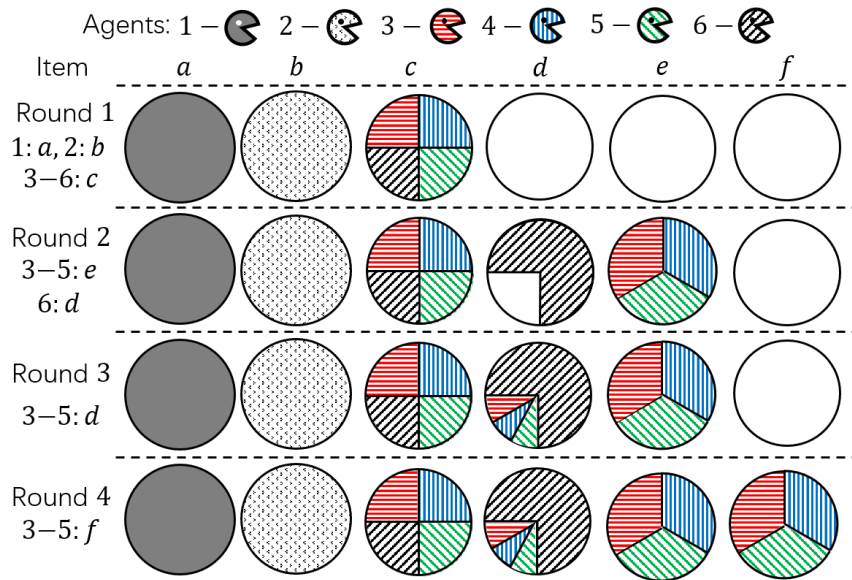 Agents: 1 – 2 – 3 – 4 – 5 – 6 –
Item a b c d e f
Round 1
1: a, 2: b
3−6: c
Round 2
3−5: e
6: d
Round 3
3−5: d
Round 4
3−5: f